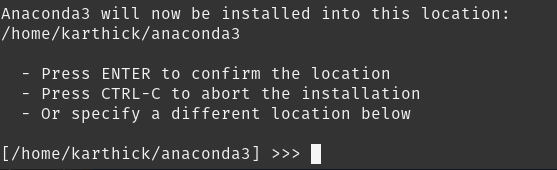 Anaconda3 will now be installed into this location:
/home/karthick/anaconda3
- Press ENTER to confirm the location
- Press CTRL-C to abort the installation
- Or specify a different location below
[/home/karthick/anaconda3] >>>